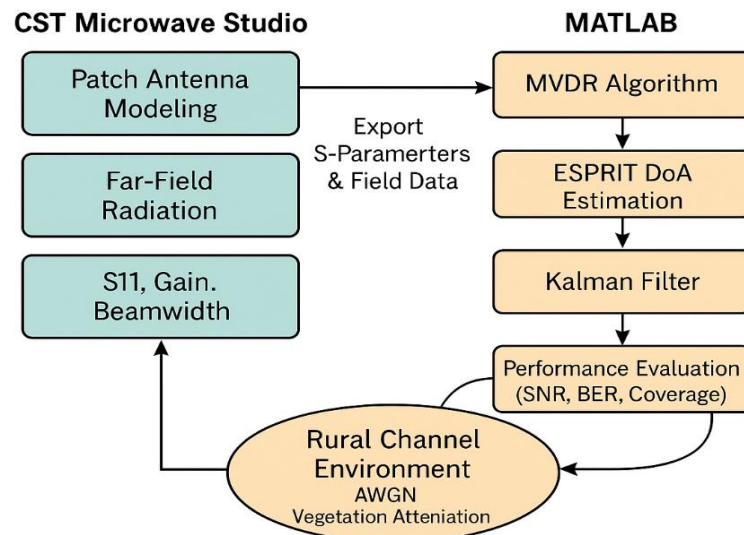 CST Microwave Studio
MATLAB
Patch Antenna
Modeling
Far-Field
Radiation
S11, Gain.
Beamwidth
Export
S-Paramerters
& Field Data
MVDR Algorithm
ESPRIT DoA
Estimation
Kalman Filter
Performance Evaluation
(SNR, BER, Coverage)
Rural Channel
Environment
AWGN
Vegetation Atteniation